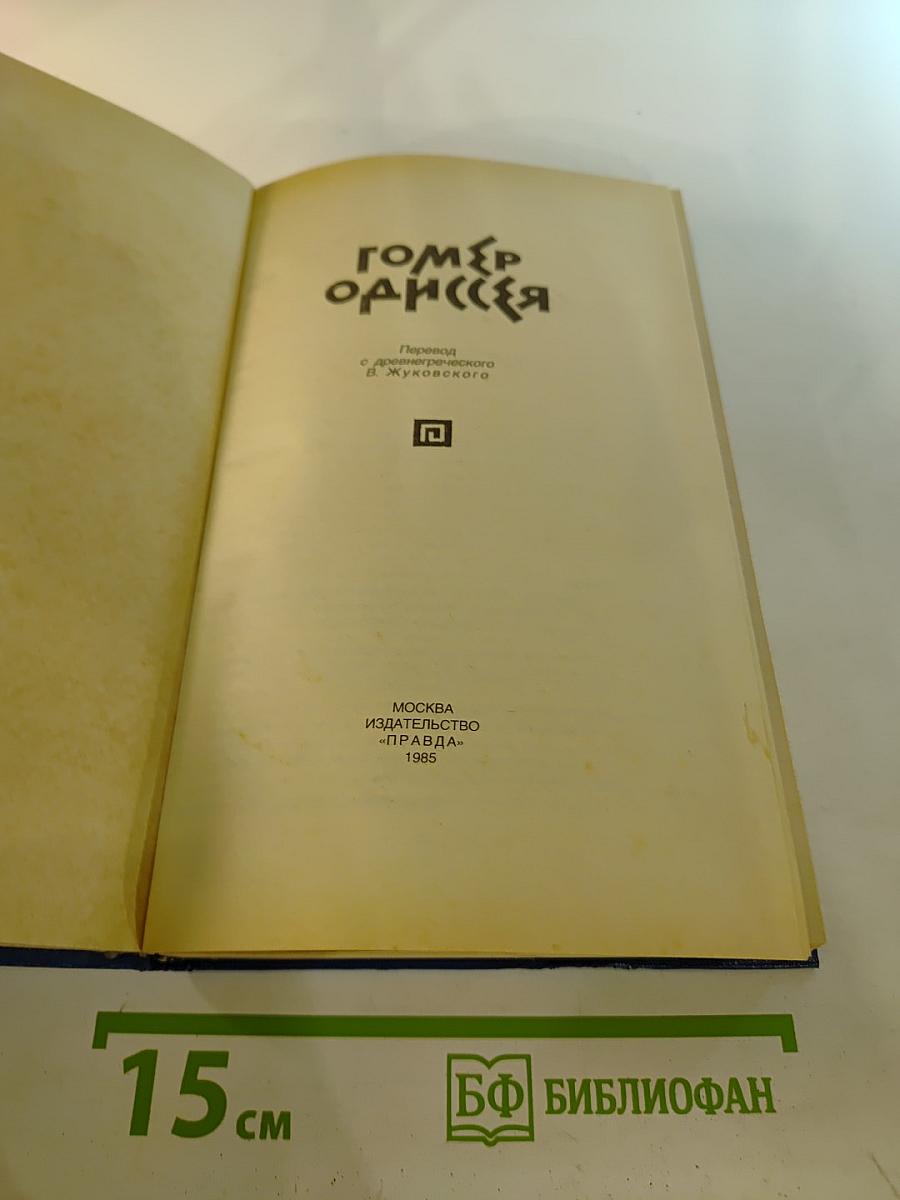 ГОМЕР
ОДИССЕЯ
Перевод
с древнегреческого
В. Жуковского
МОСКВА
ИЗДАТЕЛЬСТВО
«ПРАВДА»
1985
15 см
БФ БИБЛИОФАН